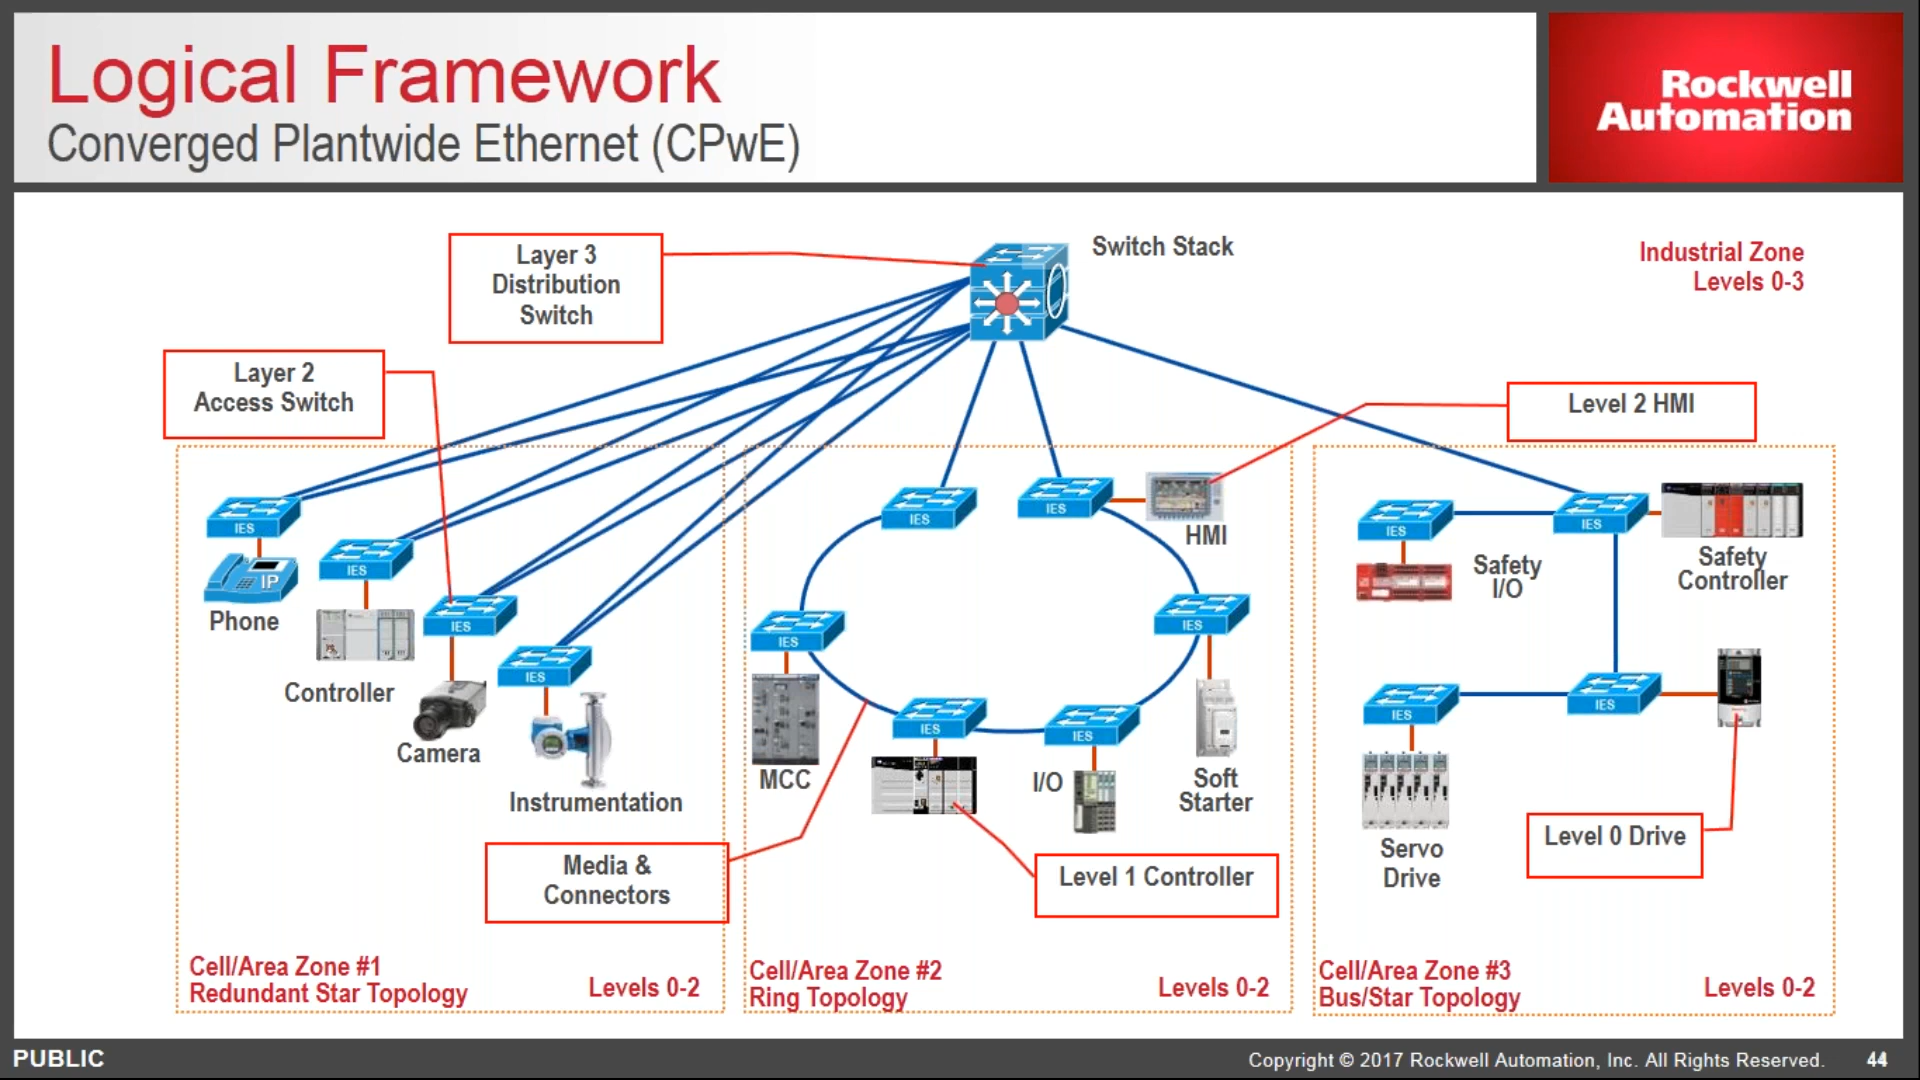 Logical Framework
Converged Plantwide Ethernet (CPwE)
Rockwell
Automation
Switch Stack
Industrial Zone
Levels 0-3
Layer 3
Distribution
Switch
Layer 2
Access Switch
Level 2 HMI
IES
IP
Phone
IES
Controller
IES
Camera
IES
Instrumentation
Media &
Connectors
Cell/Area Zone #1
Redundant Star Topology
Levels 0-2
IES
IES
HMI
IES
MCC
IES
Soft
Starter
IES
IES
I/O
Level 1 Controller
Cell/Area Zone #2
Ring Topology
Levels 0-2
IES
Safety
I/O
IES
Safety
Controller
IES
Servo
Drive
IES
Level 0 Drive
Cell/Area Zone #3
Bus/Star Topology
Levels 0-2
PUBLIC
Copyright © 2017 Rockwell Automation, Inc. All Rights Reserved.
44